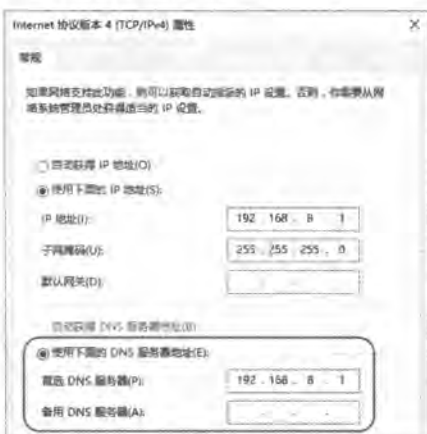 Internet 协议版本 4 (TCP/IPv4) 属性
常规
如果网络支持此功能，则可以获取自动指派的 IP 设置。否则，你需要从网
络系统管理员处获得适当的 IP 设置。
自动获得 IP 地址(O)
使用下面的 IP 地址(S):
IP 地址(I): 192 . 168 . 8 . 1
子网掩码(U): 255 . 255 . 255 . 0
默认网关(D):
自动获得 DNS 服务器地址(B)
使用下面的 DNS 服务器地址(E):
首选 DNS 服务器(P): 192 . 168 . 8 . 1
备用 DNS 服务器(A):